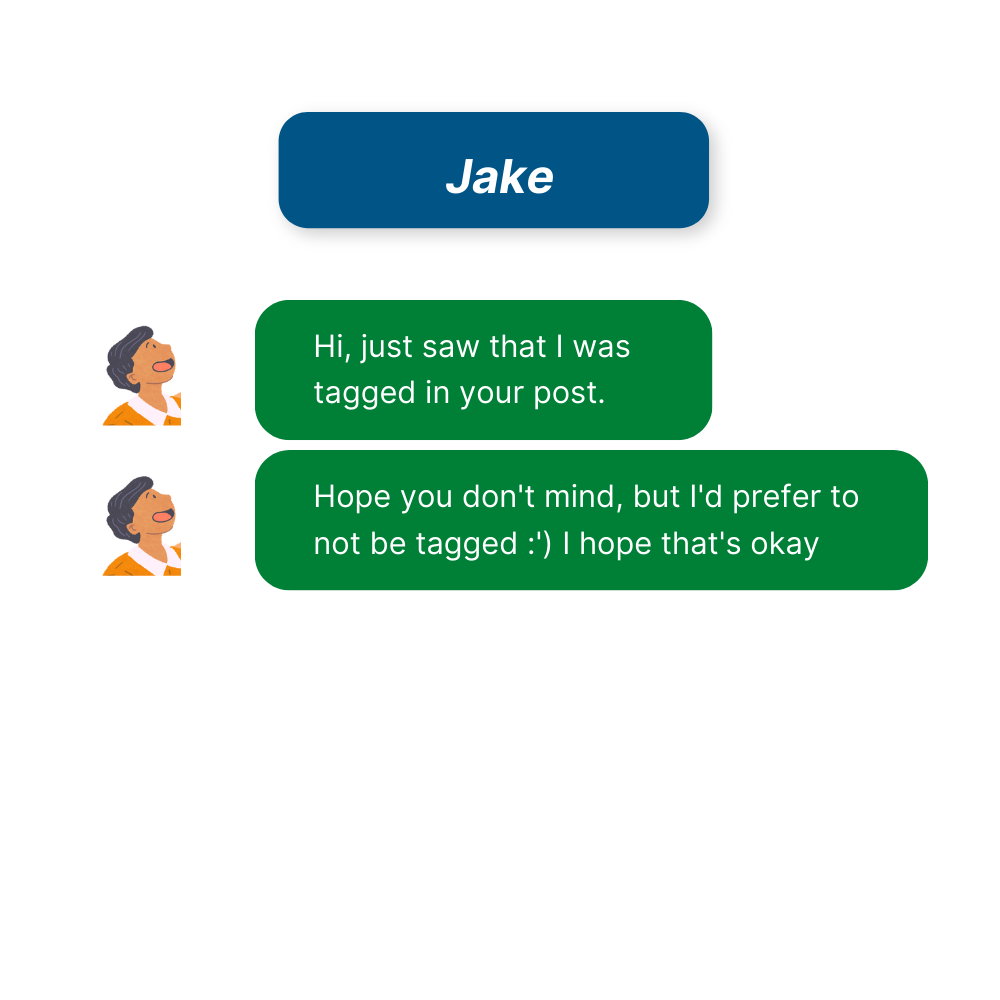 Jake
Hi, just saw that I was
tagged in your post.
Hope you don't mind, but I'd prefer to
not be tagged :') I hope that's okay